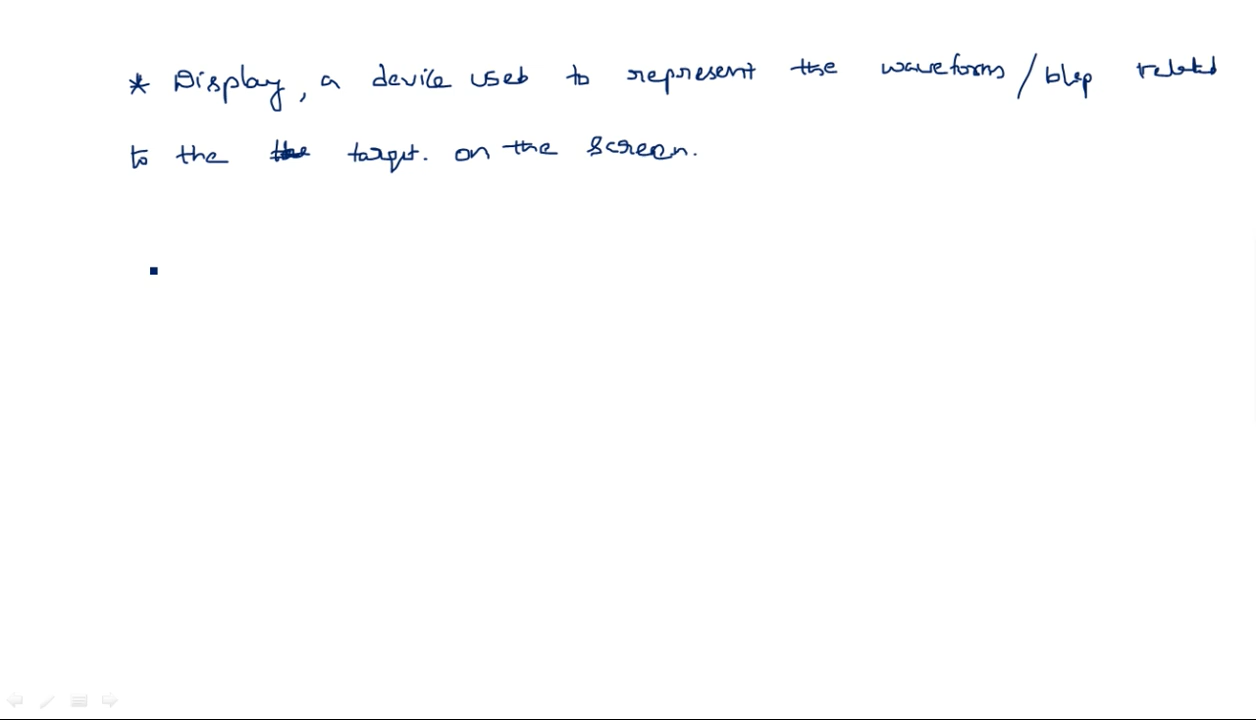 * Display, a device used to represent the waveforms/blip related
to the target. on the screen.